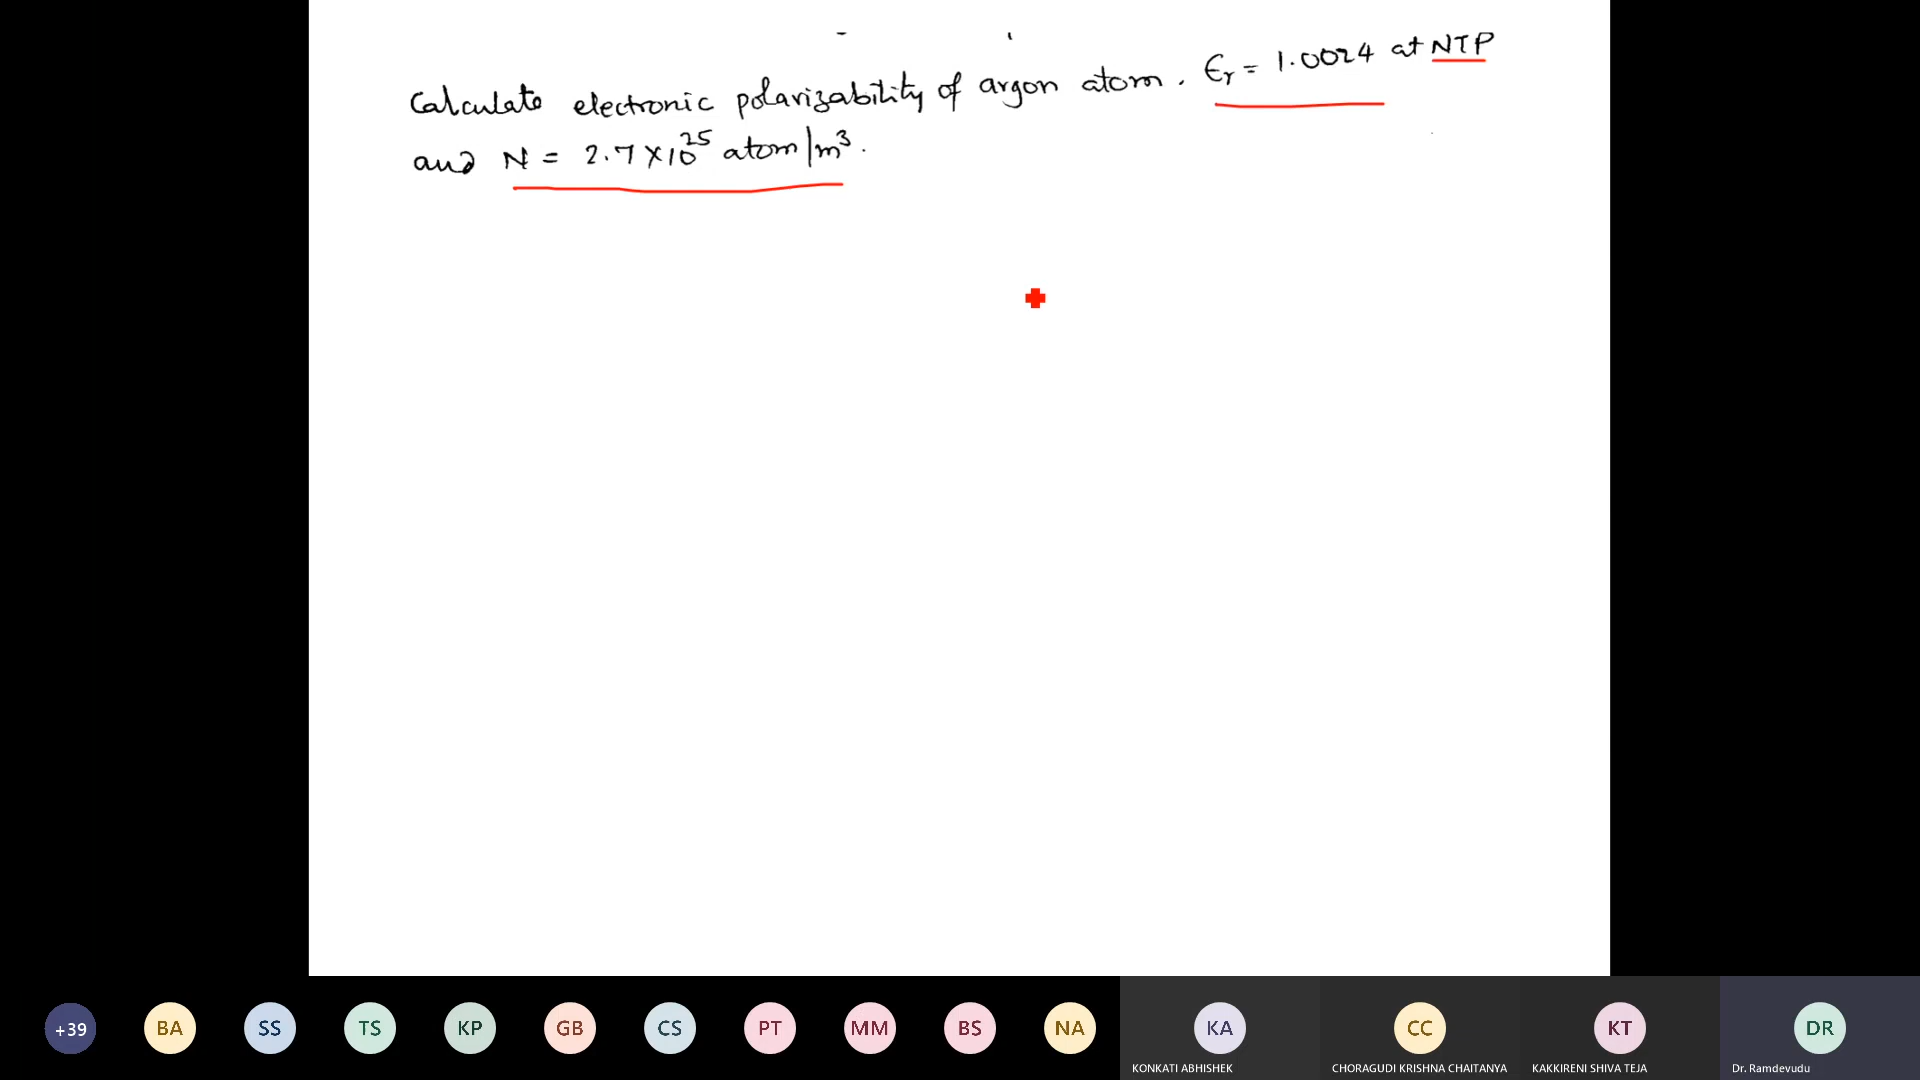 Calculate electronic polarizability of argon atom. ϵr = 1.0024 at NTP
and N = 2.7 X 10^25 atom/m^3.
+39
BA
SS
TS
KP
GB
CS
PT
MM
BS
NA
KA
CC
KT
DR
KONKATI ABHISHEK
CHORAGUDI KRISHNA CHAITANYA
KAKKIRENI SHIVA TEJA
Dr. Ramdevudu